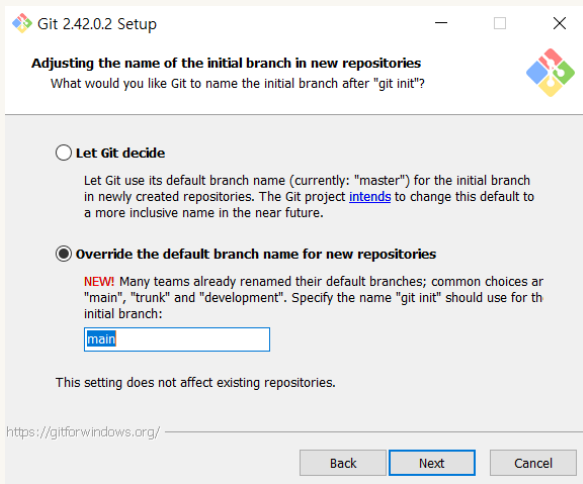 Git 2.42.0.2 Setup
Adjusting the name of the initial branch in new repositories
What would you like Git to name the initial branch after "git init"?
Let Git decide
Let Git use its default branch name (currently: "master") for the initial branch
in newly created repositories. The Git project intends to change this default to
a more inclusive name in the near future.
Override the default branch name for new repositories
NEW! Many teams already renamed their default branches; common choices ar
"main", "trunk" and "development". Specify the name "git init" should use for th
initial branch:
main
This setting does not affect existing repositories.
https://gitforwindows.org/
Back Next Cancel